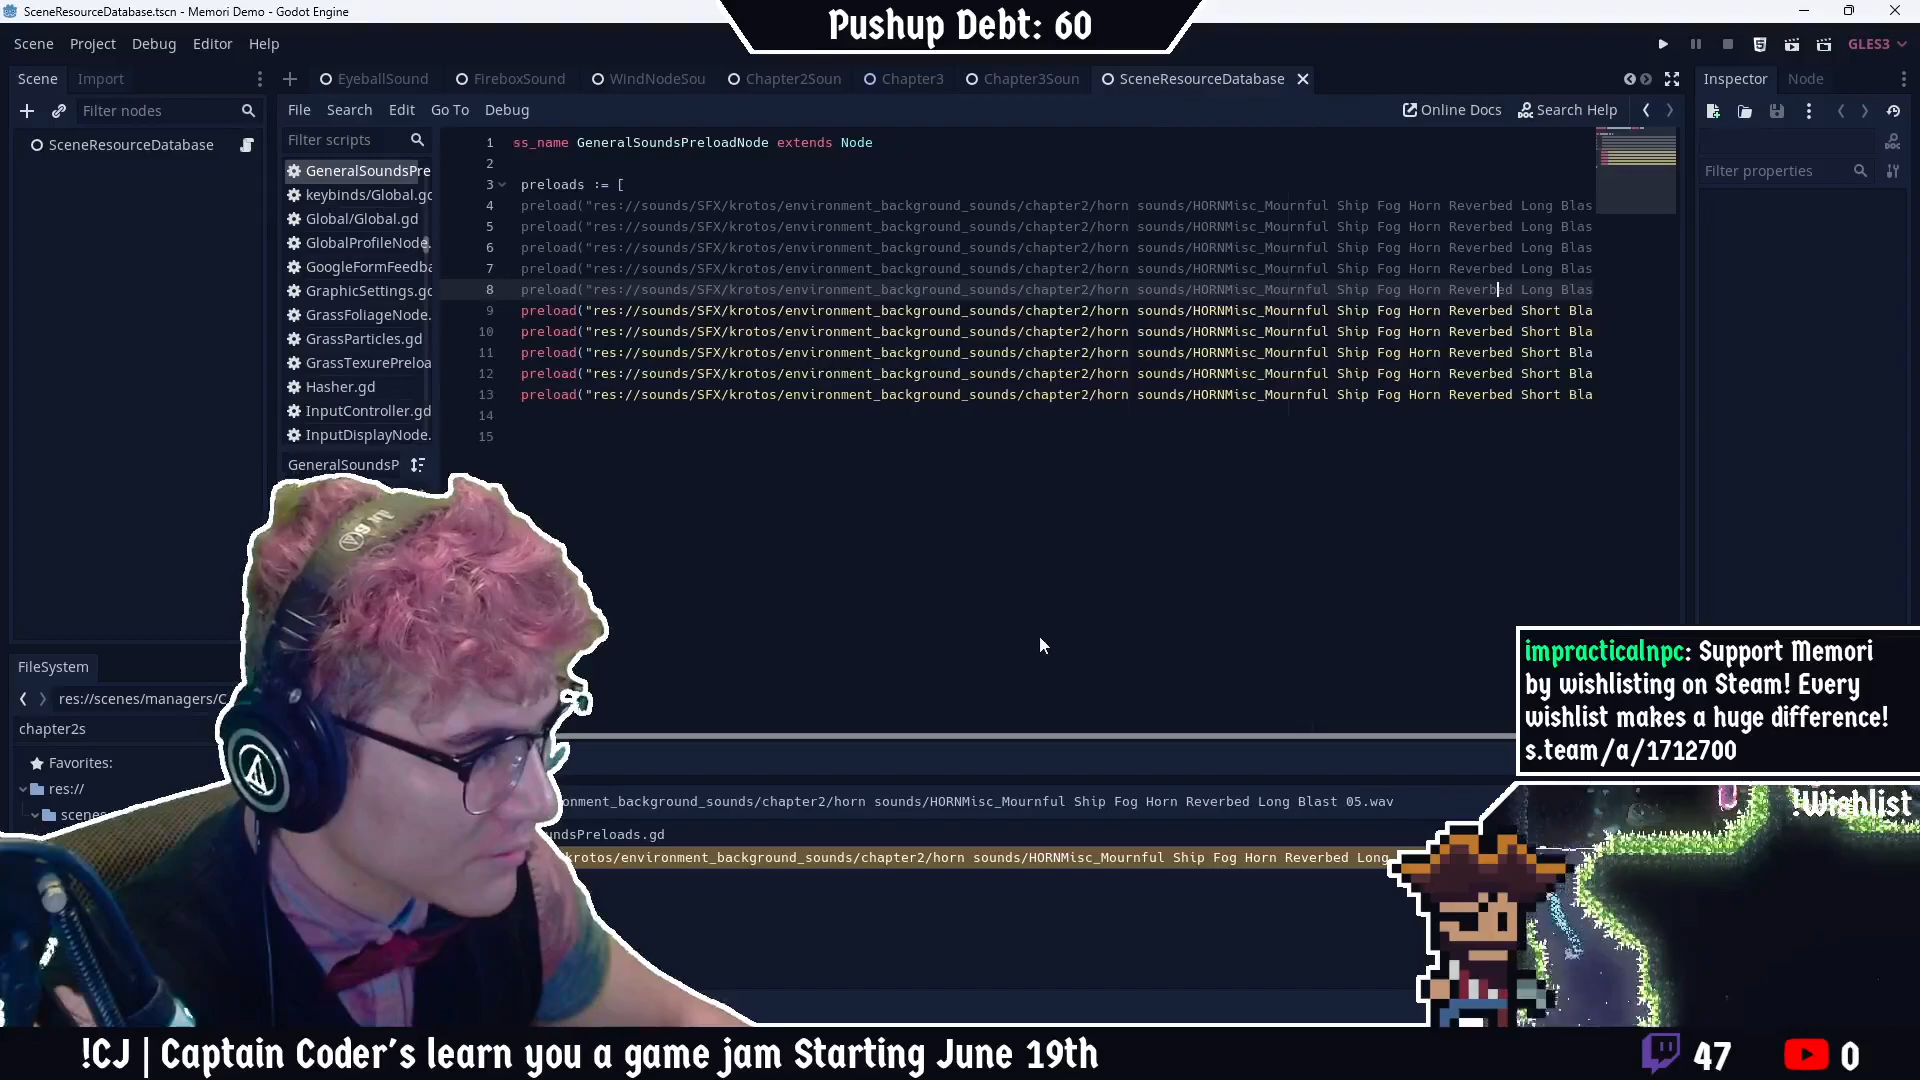 SceneResourceDatabase.tscn - Memori Demo - Godot Engine
Pushup Debt: 60
Scene Project Debug Editor Help
GLES3
Scene Import
EyeballSound FireboxSound WindNodeSou Chapter2Soun Chapter3 Chapter3Soun SceneResourceDatabase
Inspector Node
Filter nodes
File Search Edit Go To Debug
Online Docs Search Help
SceneResourceDatabase
Filter scripts
Filter properties
GeneralSoundsPre
keybinds/Global.gd
Global/Global.gd
GlobalProfileNode.
GoogleFormFeedba
GraphicSettings.gd
GrassFoliageNode.
GrassParticles.gd
GrassTexurePreloa
Hasher.gd
InputController.gd
InputDisplayNode.
GeneralSoundsP
1 ss_name GeneralSoundsPreloadNode extends Node
2
3 preloads := [
4 preload("res://sounds/SFX/krotos/environment_background_sounds/chapter2/horn sounds/HORNMisc_Mournful Ship Fog Horn Reverbed Long Blas
5 preload("res://sounds/SFX/krotos/environment_background_sounds/chapter2/horn sounds/HORNMisc_Mournful Ship Fog Horn Reverbed Long Blas
6 preload("res://sounds/SFX/krotos/environment_background_sounds/chapter2/horn sounds/HORNMisc_Mournful Ship Fog Horn Reverbed Long Blas
7 preload("res://sounds/SFX/krotos/environment_background_sounds/chapter2/horn sounds/HORNMisc_Mournful Ship Fog Horn Reverbed Long Blas
8 preload("res://sounds/SFX/krotos/environment_background_sounds/chapter2/horn sounds/HORNMisc_Mournful Ship Fog Horn Reverbed Long Blas
9 preload("res://sounds/SFX/krotos/environment_background_sounds/chapter2/horn sounds/HORNMisc_Mournful Ship Fog Horn Reverbed Short Bla
10 preload("res://sounds/SFX/krotos/environment_background_sounds/chapter2/horn sounds/HORNMisc_Mournful Ship Fog Horn Reverbed Short Bla
11 preload("res://sounds/SFX/krotos/environment_background_sounds/chapter2/horn sounds/HORNMisc_Mournful Ship Fog Horn Reverbed Short Bla
12 preload("res://sounds/SFX/krotos/environment_background_sounds/chapter2/horn sounds/HORNMisc_Mournful Ship Fog Horn Reverbed Short Bla
13 preload("res://sounds/SFX/krotos/environment_background_sounds/chapter2/horn sounds/HORNMisc_Mournful Ship Fog Horn Reverbed Short Bla
14
15
FileSystem
res://scenes/managers/C
chapter2s
Favorites:
res://
scenes
onment_background_sounds/chapter2/horn sounds/HORNMisc_Mournful Ship Fog Horn Reverbed Long Blast 05.wav
undsPreloads.gd
krotos/environment_background_sounds/chapter2/horn sounds/HORNMisc_Mournful Ship Fog Horn Reverbed Long
impracticalnpc: Support Memori
by wishlisting on Steam! Every
wishlist makes a huge difference!
s.team/a/1712700
!Wishlist
!CJ | Captain Coder's learn you a game jam Starting June 19th
47
0